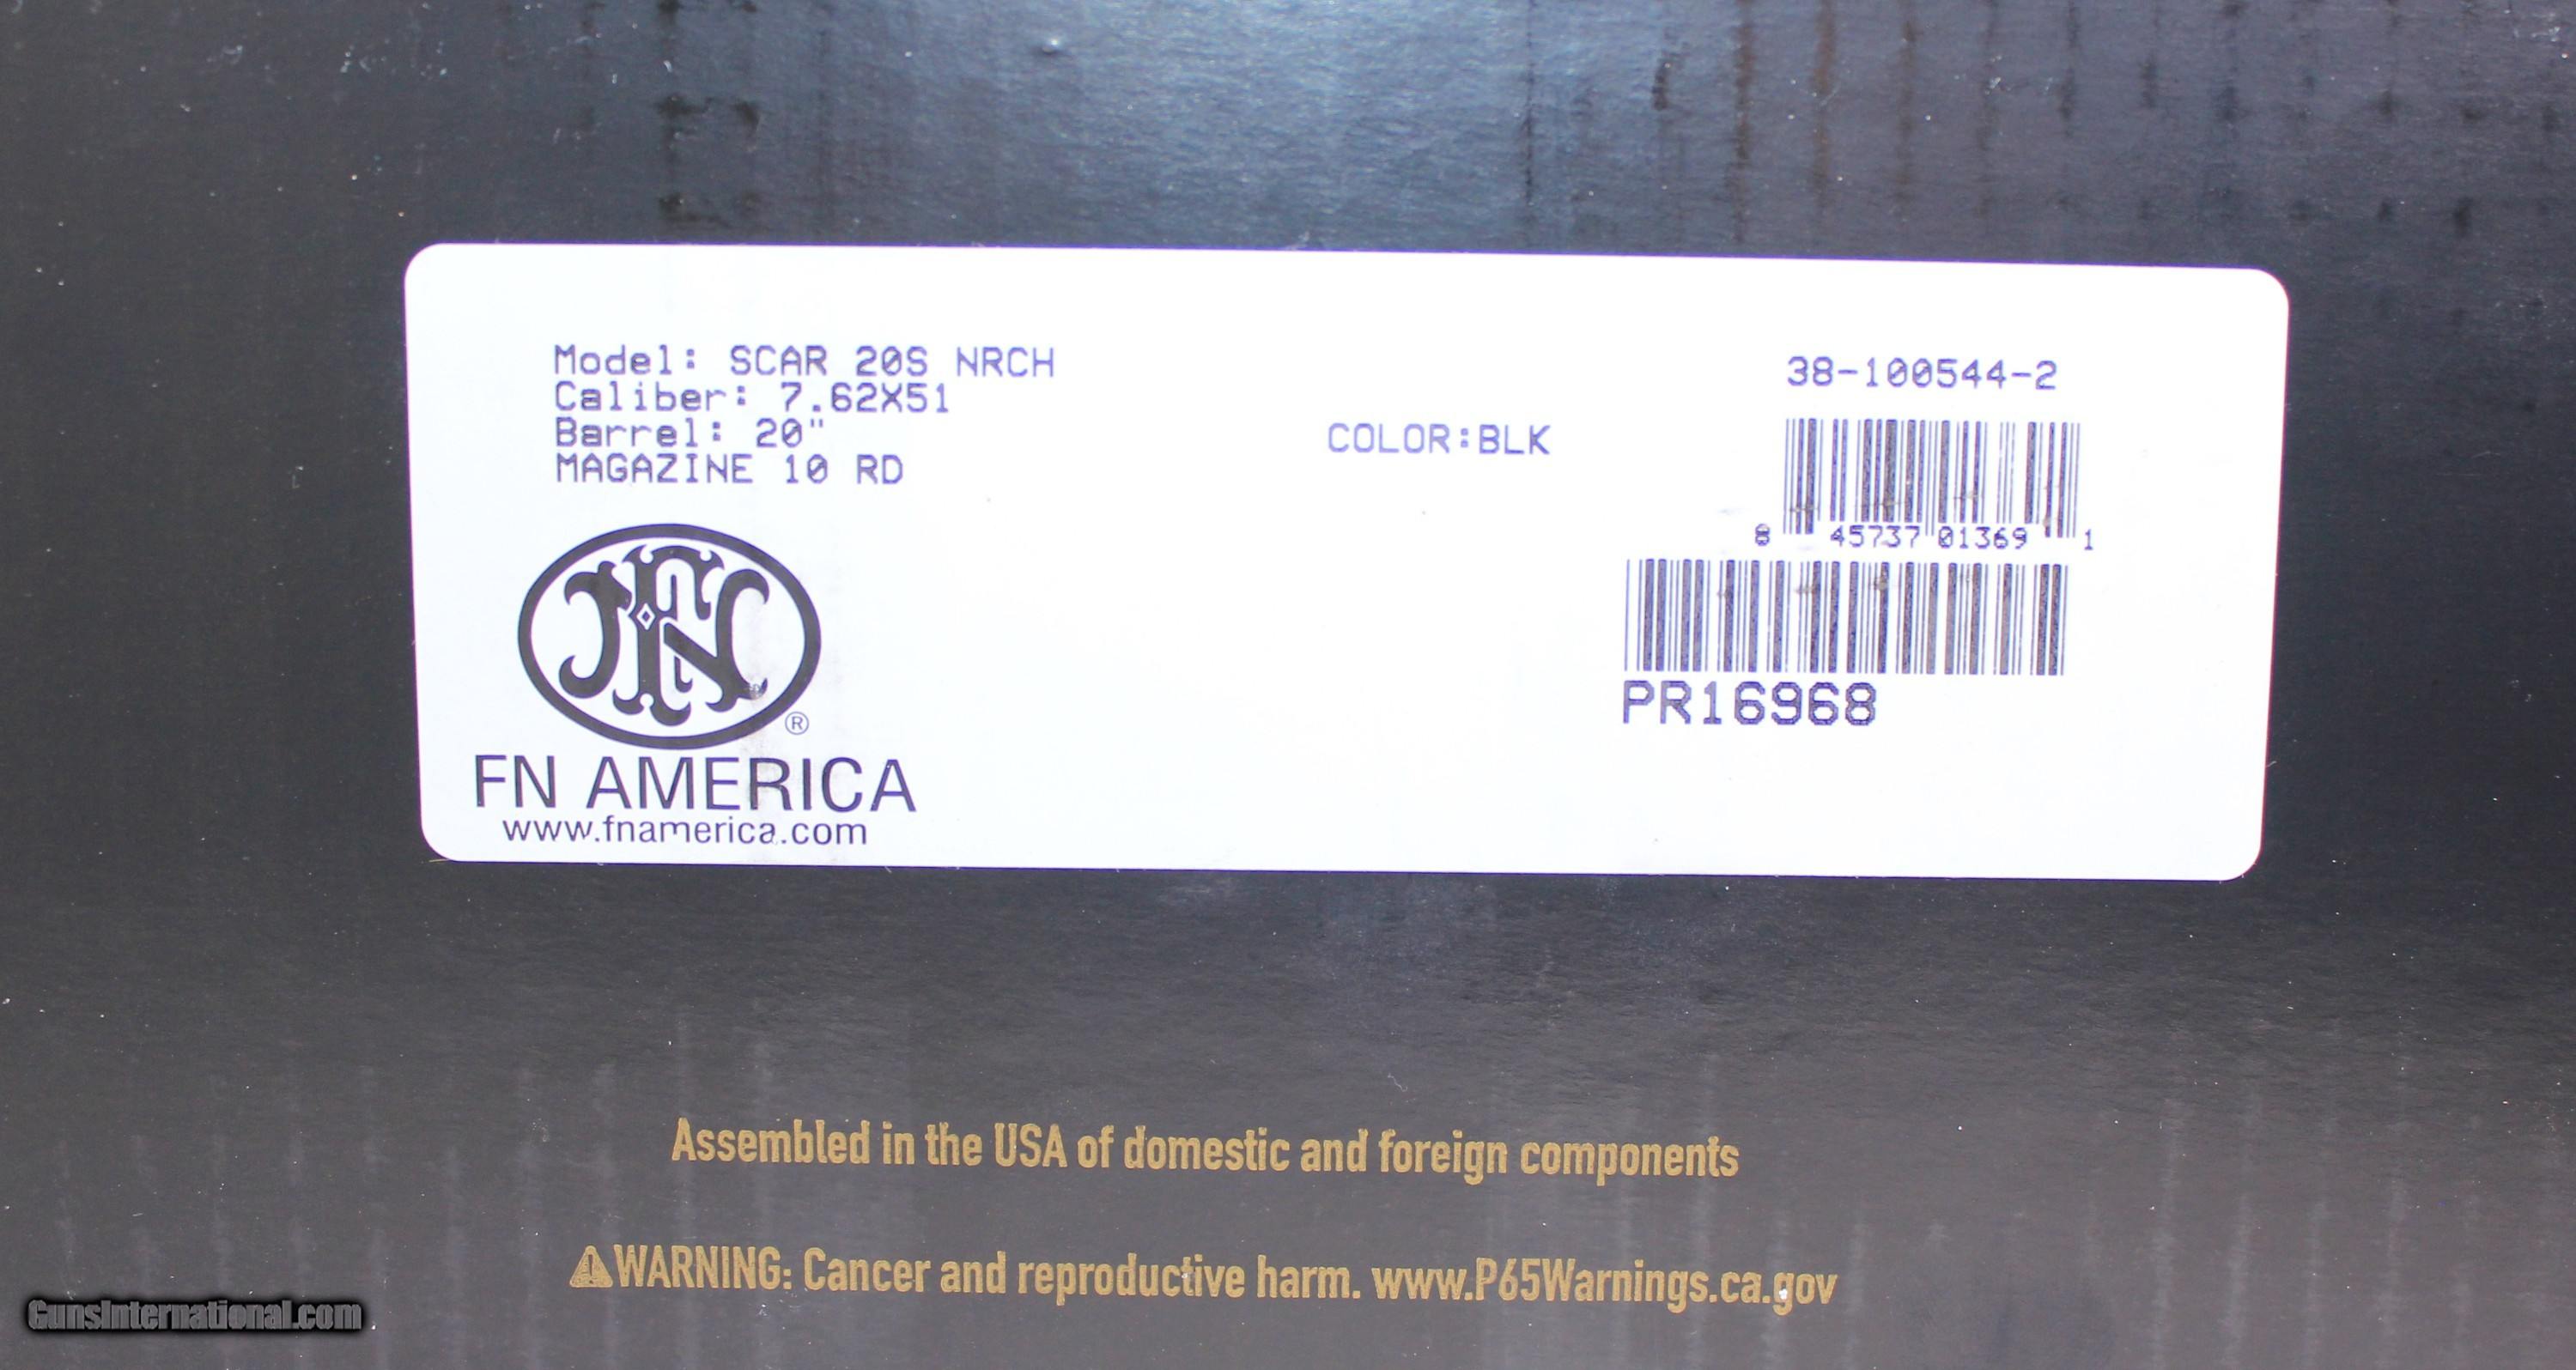 Model: SCAR 20S NRCH
Caliber: 7.62X51
Barrel: 20"
MAGAZINE 10 RD
COLOR:BLK
38-100544-2
8 45737 01369 1
PR16968
FN
®
FN AMERICA
www.fnamerica.com
Assembled in the USA of domestic and foreign components
⚠WARNING: Cancer and reproductive harm. www.P65Warnings.ca.gov
GunsInternational.com